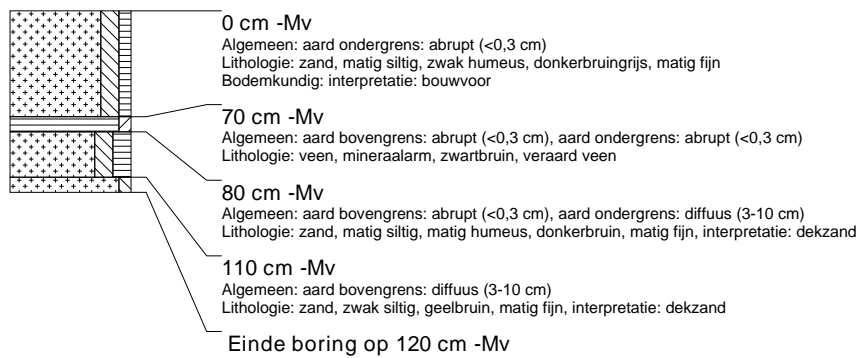 0 cm -Mv
Algemeen: aard ondergrens: abrupt (<0,3 cm)
Lithologie: zand, matig siltig, zwak humeus, donkerbruingrijs, matig fijn
Bodemkundig: interpretatie: bouwvoor
70 cm -Mv
Algemeen: aard bovengrens: abrupt (<0,3 cm), aard ondergrens: abrupt (<0,3 cm)
Lithologie: veen, mineraalarm, zwartbruin, veraard veen
80 cm -Mv
Algemeen: aard bovengrens: abrupt (<0,3 cm), aard ondergrens: diffuus (3-10 cm)
Lithologie: zand, matig siltig, matig humeus, donkerbruin, matig fijn, interpretatie: dekzand
110 cm -Mv
Algemeen: aard bovengrens: diffuus (3-10 cm)
Lithologie: zand, zwak siltig, geelbruin, matig fijn, interpretatie: dekzand
Einde boring op 120 cm -Mv